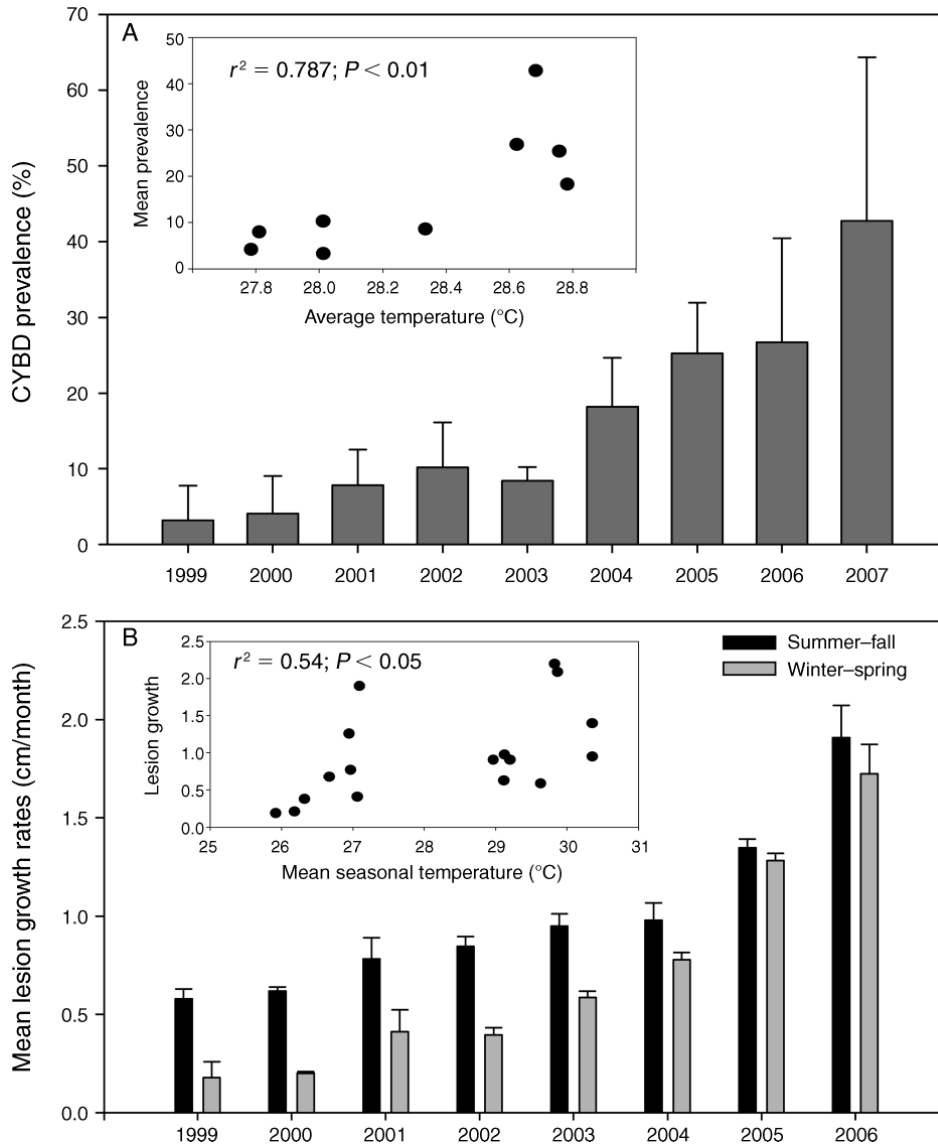 A
r² = 0.787; P < 0.01
Mean prevalence
50
40
30
20
10
0
27.8 28.0 28.2 28.4 28.6 28.8
Average temperature (°C)
CYBD prevalence (%)
70
60
50
40
30
20
10
0
1999 2000 2001 2002 2003 2004 2005 2006 2007
B
r² = 0.54; P < 0.05
Lesion growth
2.5
2.0
1.5
1.0
0.5
0.0
25 26 27 28 29 30 31
Mean seasonal temperature (°C)
Summer–fall
Winter–spring
Mean lesion growth rates (cm/month)
2.5
2.0
1.5
1.0
0.5
0.0
1999 2000 2001 2002 2003 2004 2005 2006